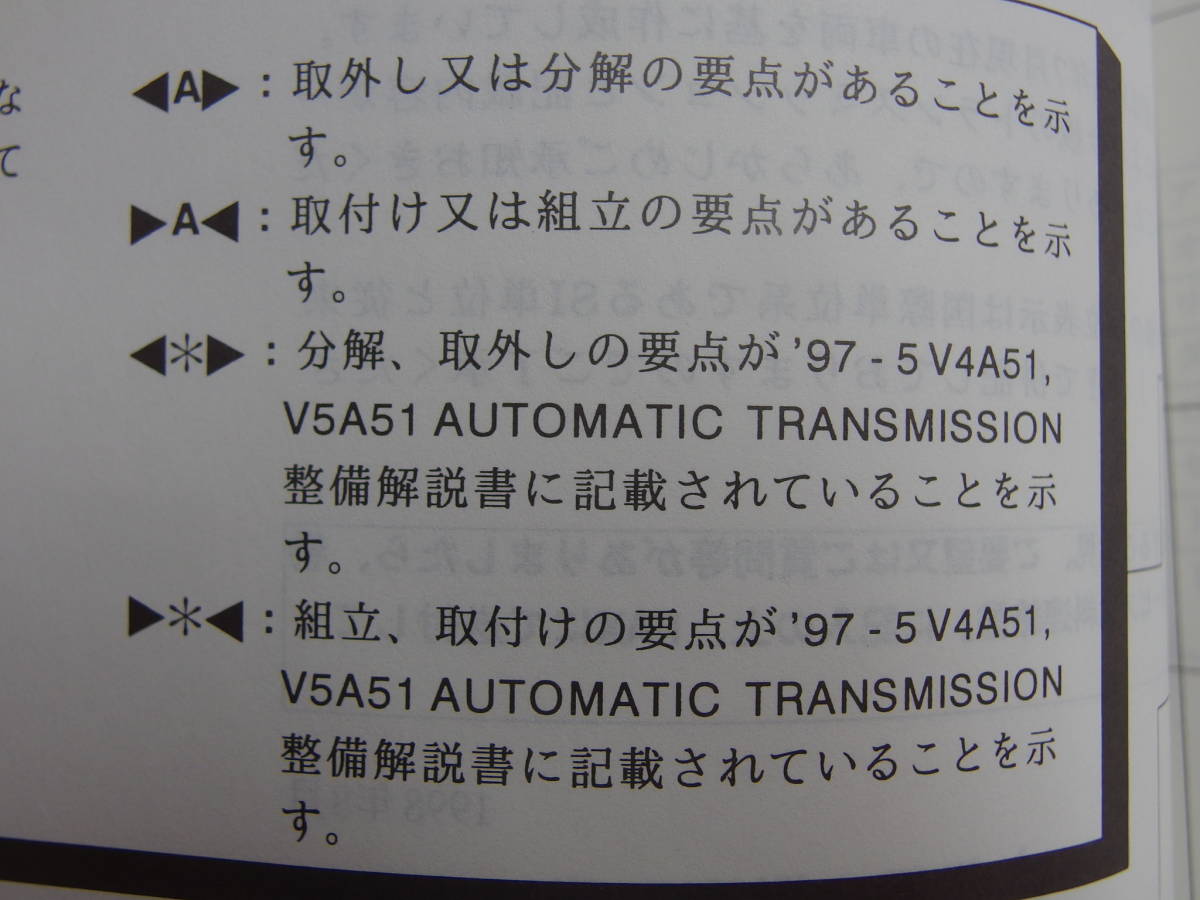 な
て
◀A▶ : 取外し又は分解の要点があることを示
す。
▶A◀ : 取付け又は組立の要点があることを示
す。
◀＊▶ : 分解、取外しの要点が '97 - 5 V4A51,
V5A51 AUTOMATIC TRANSMISSION
整備解説書に記載されていることを示
す。
▶＊◀ : 組立、取付けの要点が '97 - 5 V4A51,
V5A51 AUTOMATIC TRANSMISSION
整備解説書に記載されていることを示
す。